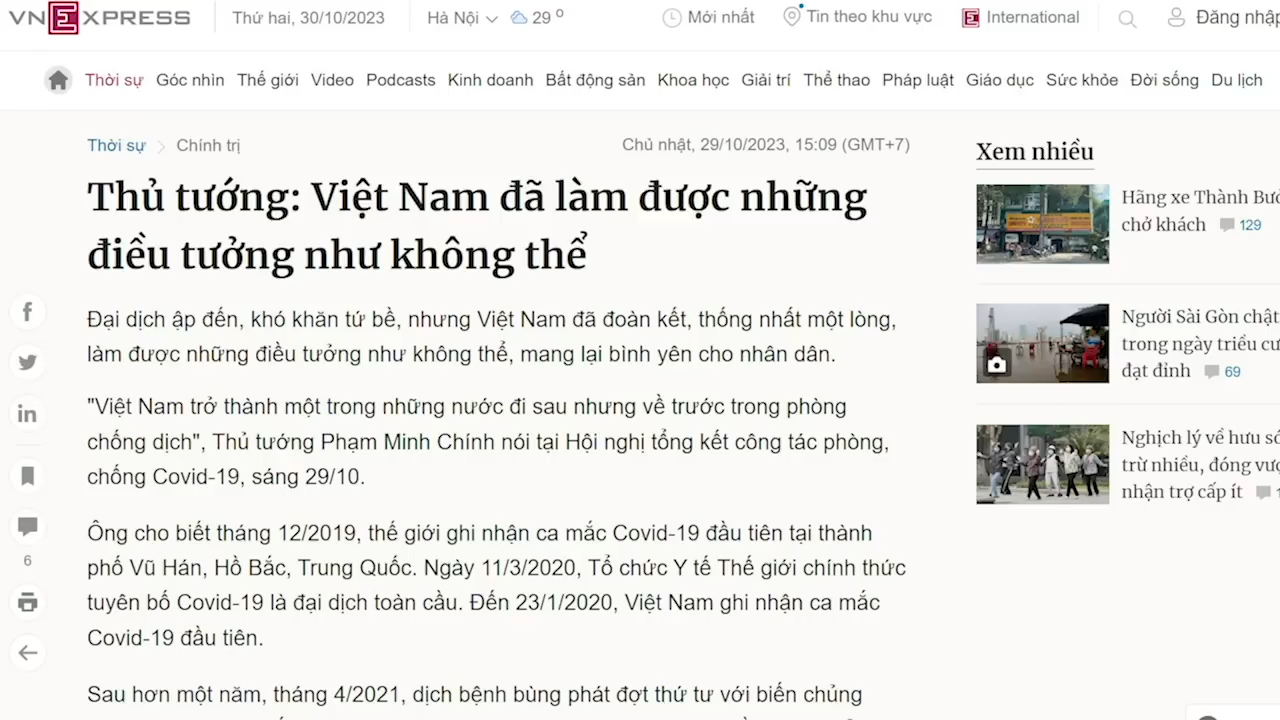 VNEXPRESS
Thứ hai, 30/10/2023
Hà Nội
29°
Mới nhất
Tin theo khu vực
E International
Đăng nhập
Thời sự Góc nhìn Thế giới Video Podcasts Kinh doanh Bất động sản Khoa học Giải trí Thể thao Pháp luật Giáo dục Sức khỏe Đời sống Du lịch
Thời sự > Chính trị
Chủ nhật, 29/10/2023, 15:09 (GMT+7)
Thủ tướng: Việt Nam đã làm được những
điều tưởng như không thể
Đại dịch ập đến, khó khăn tứ bề, nhưng Việt Nam đã đoàn kết, thống nhất một lòng,
làm được những điều tưởng như không thể, mang lại bình yên cho nhân dân.
"Việt Nam trở thành một trong những nước đi sau nhưng về trước trong phòng
chống dịch", Thủ tướng Phạm Minh Chính nói tại Hội nghị tổng kết công tác phòng,
chống Covid-19, sáng 29/10.
Ông cho biết tháng 12/2019, thế giới ghi nhận ca mắc Covid-19 đầu tiên tại thành
phố Vũ Hán, Hồ Bắc, Trung Quốc. Ngày 11/3/2020, Tổ chức Y tế Thế giới chính thức
tuyên bố Covid-19 là đại dịch toàn cầu. Đến 23/1/2020, Việt Nam ghi nhận ca mắc
Covid-19 đầu tiên.
Sau hơn một năm, tháng 4/2021, dịch bệnh bùng phát đợt thứ tư với biến chủng
6
Xem nhiều
Hãng xe Thành
chở khách 129
Người Sài Gòn chật
trong ngày triều
đạt đỉnh 69
Nghịch lý về hưu
trừ nhiều, đóng
nhận trợ cấp ít